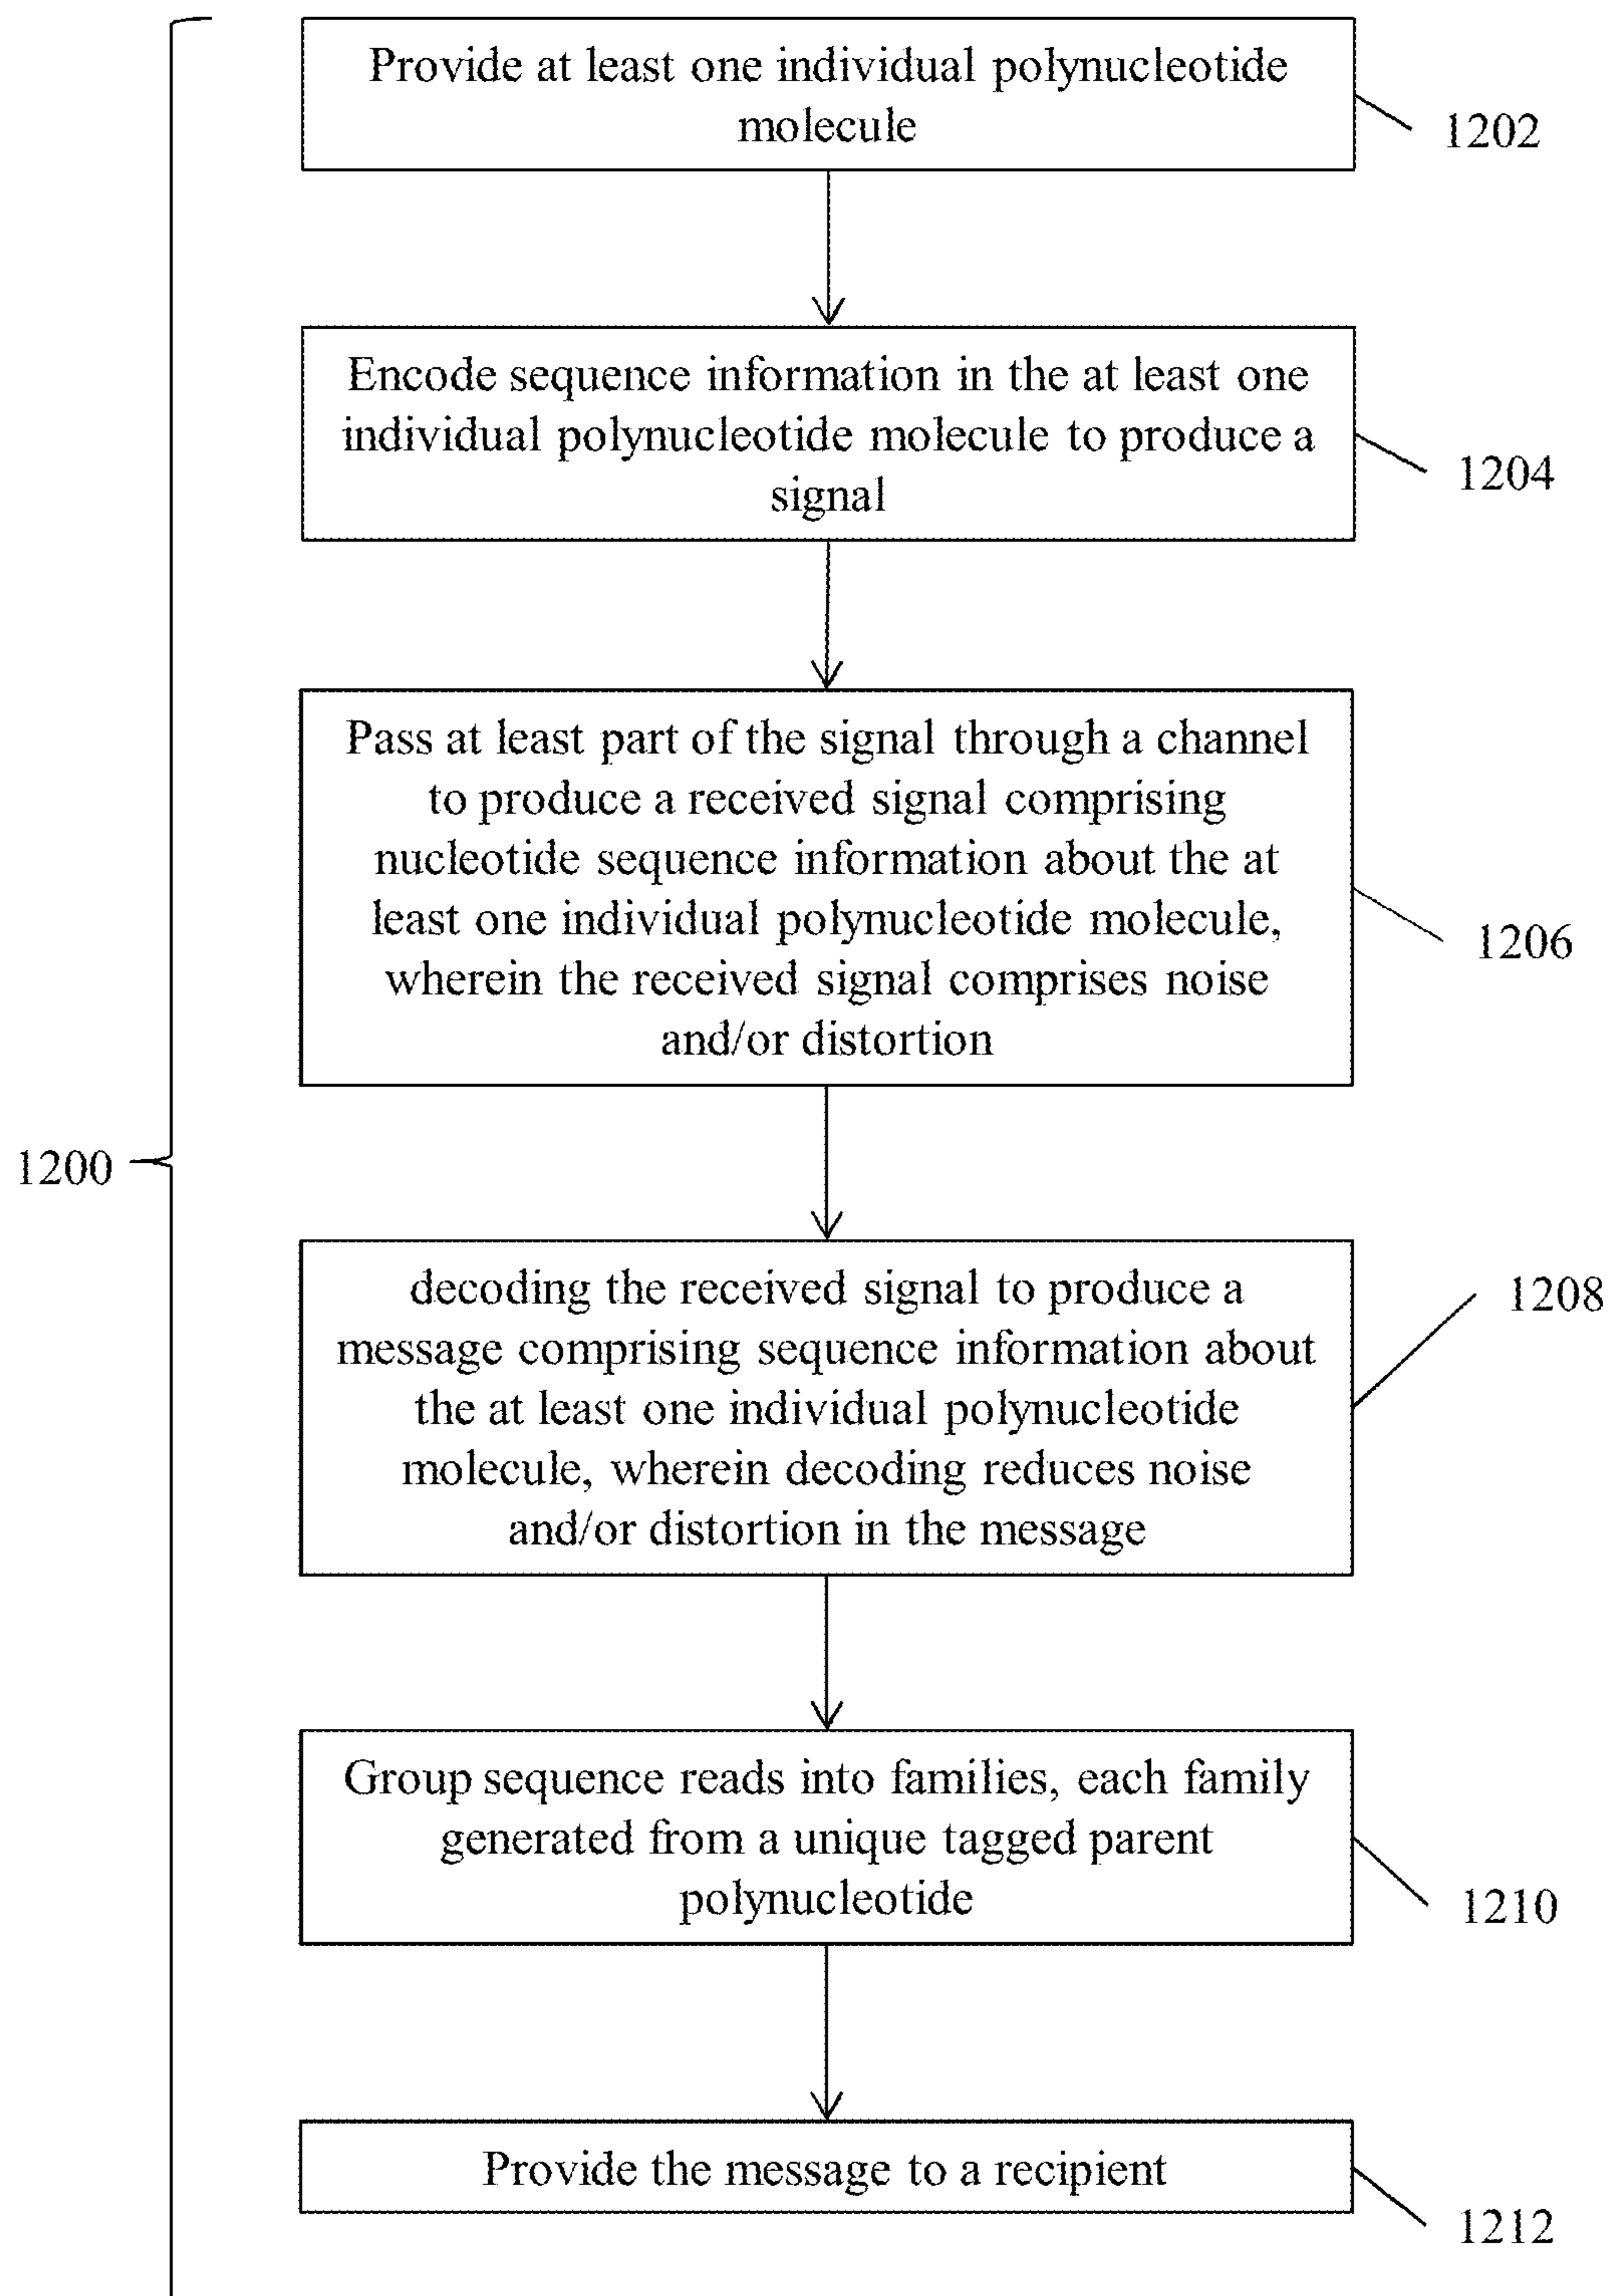 Provide at least one individual polynucleotide
molecule
1202
Encode sequence information in the at least one
individual polynucleotide molecule to produce a
signal
1204
Pass at least part of the signal through a channel
to produce a received signal comprising
nucleotide sequence information about the at
least one individual polynucleotide molecule,
wherein the received signal comprises noise
and/or distortion
1206
1200
decoding the received signal to produce a
message comprising sequence information about
the at least one individual polynucleotide
molecule, wherein decoding reduces noise
and/or distortion in the message
1208
Group sequence reads into families, each family
generated from a unique tagged parent
polynucleotide
1210
Provide the message to a recipient
1212